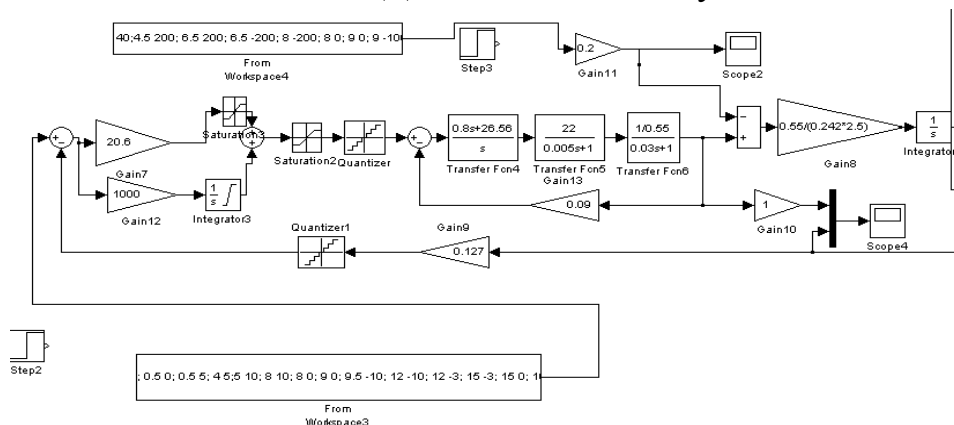 40;4.5 200; 6.5 200; 6.5 -200; 8 -200; 8 0; 9 0; 9 -100
From
Workspace4
Step3
0.2
Gain11
Scope2
Saturation3
20.6
Gain7
1000
Gain12
1
s
Integrator3
Saturation2
Quantizer
0.8s+26.56
s
Transfer Fcn4
22
0.005s+1
Transfer Fcn5
Gain13
1/0.55
0.03s+1
Transfer Fcn6
0.55/(0.242*2.5)
Gain8
1
s
Integrator
0.09
Gain9
1
Gain10
Scope4
Quantizer1
0.127
Step2
; 0.5 0; 0.5 5; 4 5;5 10; 8 10; 8 0; 9 0; 9.5 -10; 12 -10; 12 -3; 15 -3; 15 0;
From
Workspace3